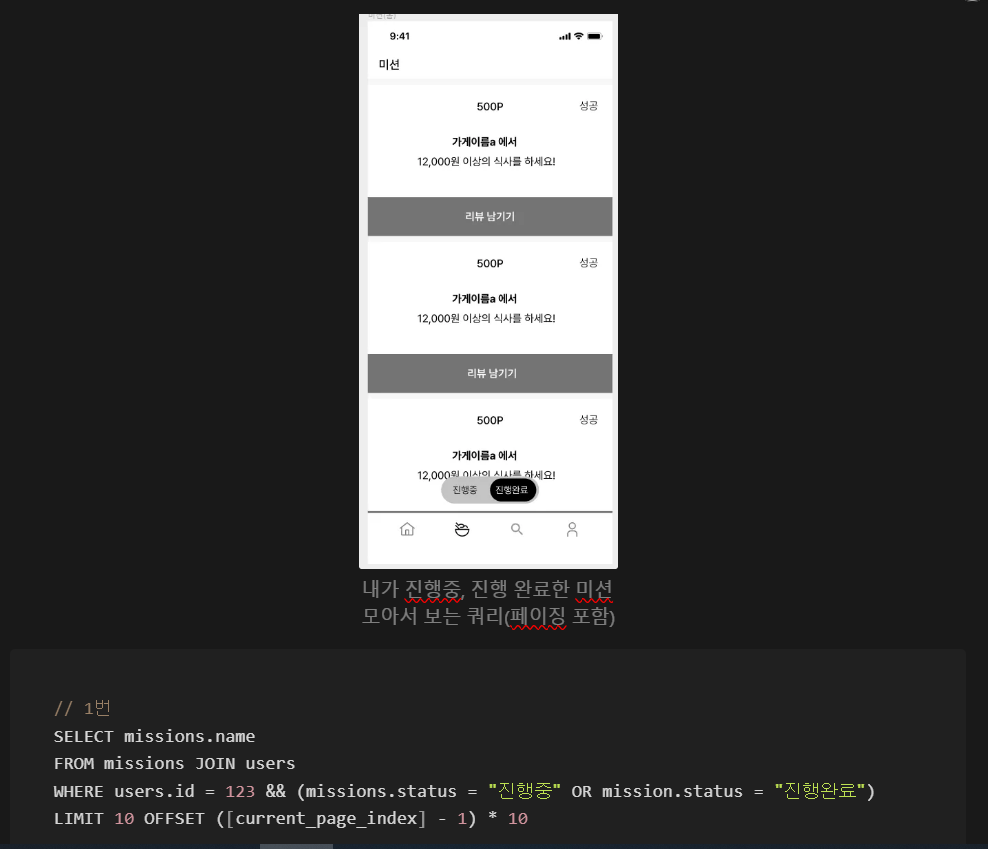 미션(홈)
9:41
미션
500P 성공
가게이름a 에서
12,000원 이상의 식사를 하세요!
리뷰 남기기
500P 성공
가게이름a 에서
12,000원 이상의 식사를 하세요!
리뷰 남기기
500P 성공
가게이름a 에서
12,000원 이상의 식사를 하세요!
진행중 진행완료
내가 진행중, 진행 완료한 미션
모아서 보는 쿼리(페이징 포함)
// 1번
SELECT missions.name
FROM missions JOIN users
WHERE users.id = 123 && (missions.status = "진행중" OR mission.status = "진행완료")
LIMIT 10 OFFSET ([current_page_index] - 1) * 10